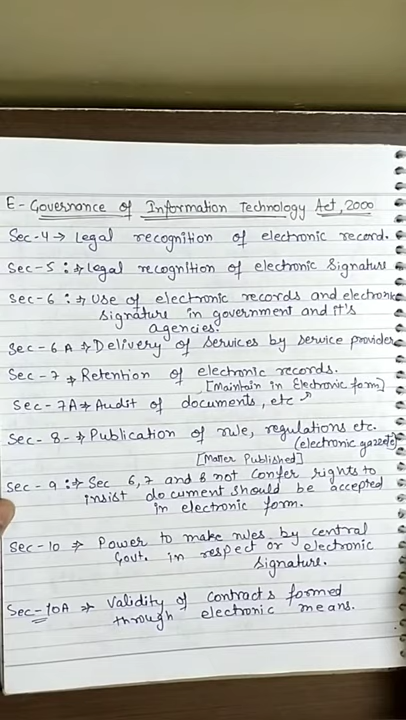 E - Governance of Information Technology Act, 2000
Sec-4 → Legal recognition of electronic record.
Sec-5 :→ Legal recognition of electronic Signature
Sec-6 :→ Use of electronic records and electronic
Signature in government and it's
agencies.
Sec-6A → Delivery of services by service provider
Sec-7 → Retention of electronic records.
[Maintain in Electronic form]
Sec-7A → Audit of documents, etc
Sec-8 → Publication of rule, regulations etc.
(electronic gazzete)
[Matter Published]
Sec-9 :→ Sec 6,7 and 8 not confer rights to
insist document should be accepted
in electronic form.
Sec-10 ⇒ Power to make rules by central
Govt. in respect or electronic
Signature.
Sec-10A → Validity of contracts formed
through electronic means.